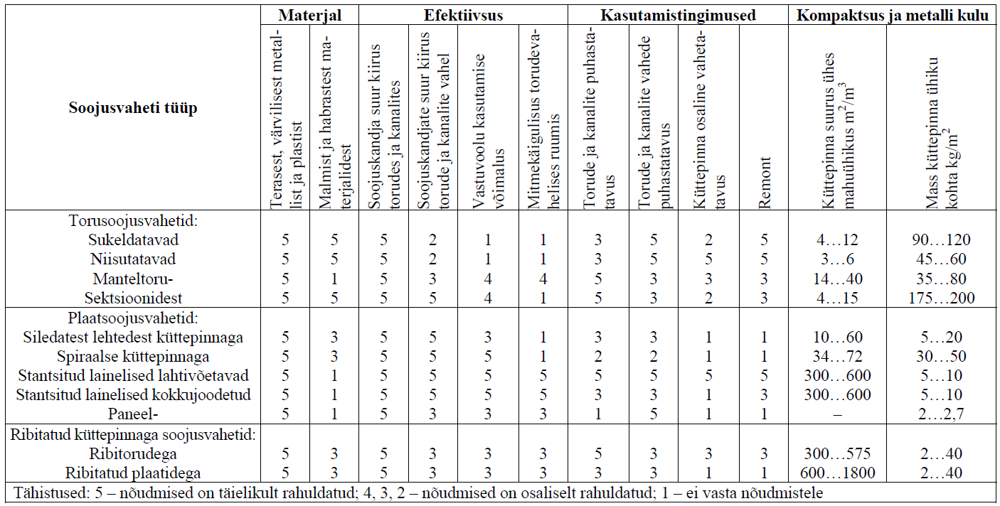 Soojusvaheti tüüp
Materjal
Efektiivsus
Kasutamistingimused
Kompaktsus ja metalli kulu
Terasest, värvilisest metal-
list ja plastist
Malmist ja habrastest ma-
terjalidest
Soojuskandja suur kiirus
torudes ja kanalites
Soojuskandjate suur kiirus
torude ja kanalite vahel
Vastuvoolu kasutamise
võimalus
Mitmekäigulisus torudeva-
helises ruumis
Torude ja kanalite puhasta-
tavus
Torude ja kanalite vahede
puhastatavus
Küttepinna osaline vaheta-
tavus
Remont
Küttepinna suurus ühes
mahuühikus m²/m³
Mass küttepinna ühiku
kohta kg/m²
Torusoojusvahetid:
Sukeldatavad 5 5 5 2 1 1 3 5 2 5 4…12 90…120
Niisutatavad 5 5 5 2 1 1 3 5 5 5 3…6 45…60
Manteltoru- 5 1 5 3 4 4 5 3 3 3 14…40 35…80
Sektsioonidest 5 5 5 5 4 1 5 3 2 3 4…15 175…200
Plaatsoojusvahetid:
Siledatest lehtedest küttepinnaga 5 3 5 5 3 1 3 3 1 1 10…60 5…20
Spiraalse küttepinnaga 5 3 5 5 5 1 2 2 1 1 34…72 30…50
Stantsitud lainelised lahtivõetavad 5 1 5 5 5 5 5 5 5 5 300…600 5…10
Stantsitud lainelised kokkujoodetud 5 1 5 5 5 5 3 3 1 3 300…600 5…10
Paneel- 5 1 5 3 3 3 1 5 1 1 – 2…2,7
Ribitatud küttepinnaga soojusvahetid:
Ribitorudega 5 3 5 3 3 3 5 3 3 3 300…575 2…40
Ribitatud plaatidega 5 3 5 3 3 3 3 3 1 1 600…1800 2…40
Tähistused: 5 – nõudmised on täielikult rahuldatud; 4, 3, 2 – nõudmised on osaliselt rahuldatud; 1 – ei vasta nõudmistele